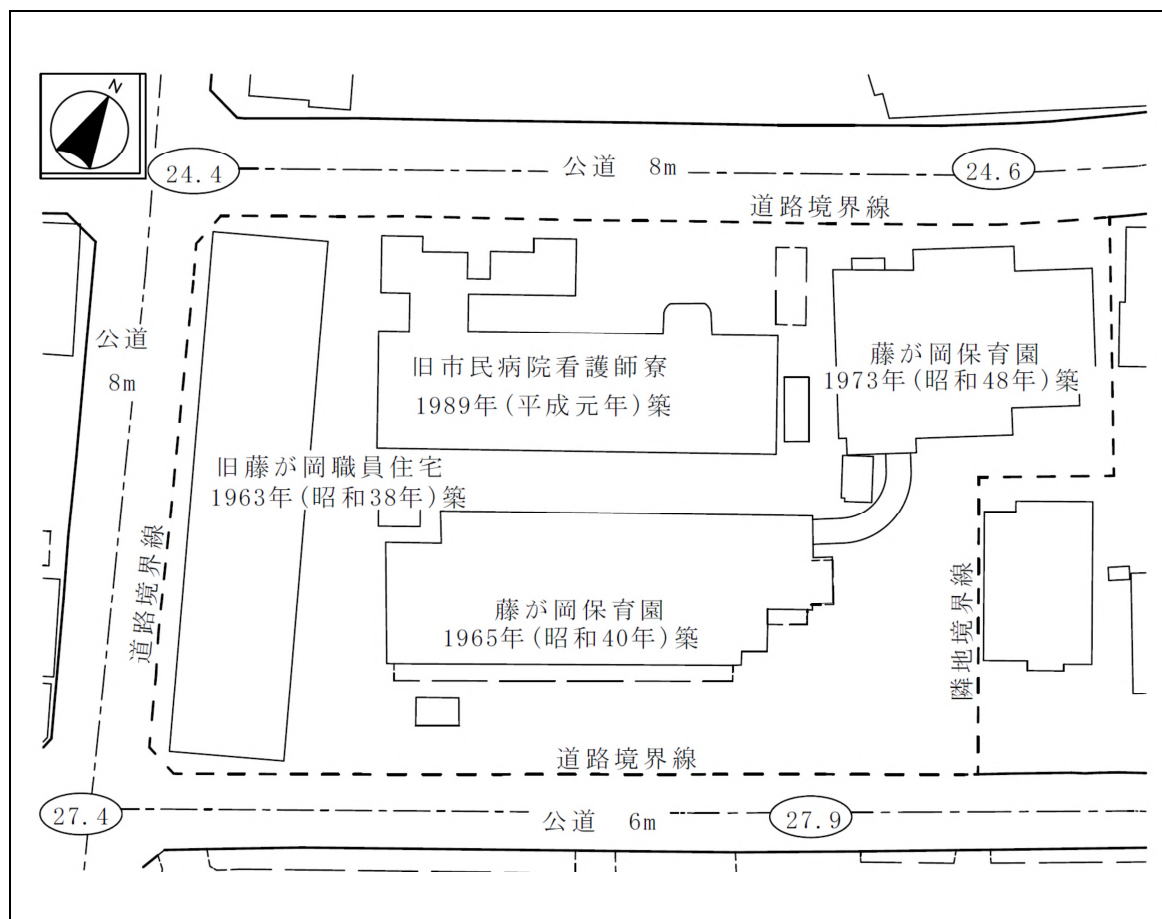 N
24.4
公道 8m
24.6
道路境界線
公道
8m
旧市民病院看護師寮
1989年(平成元年)築
藤が岡保育園
1973年(昭和48年)築
旧藤が岡職員住宅
1963年(昭和38年)築
道路境界線
藤が岡保育園
1965年(昭和40年)築
隣地境界線
道路境界線
27.4
公道 6m
27.9